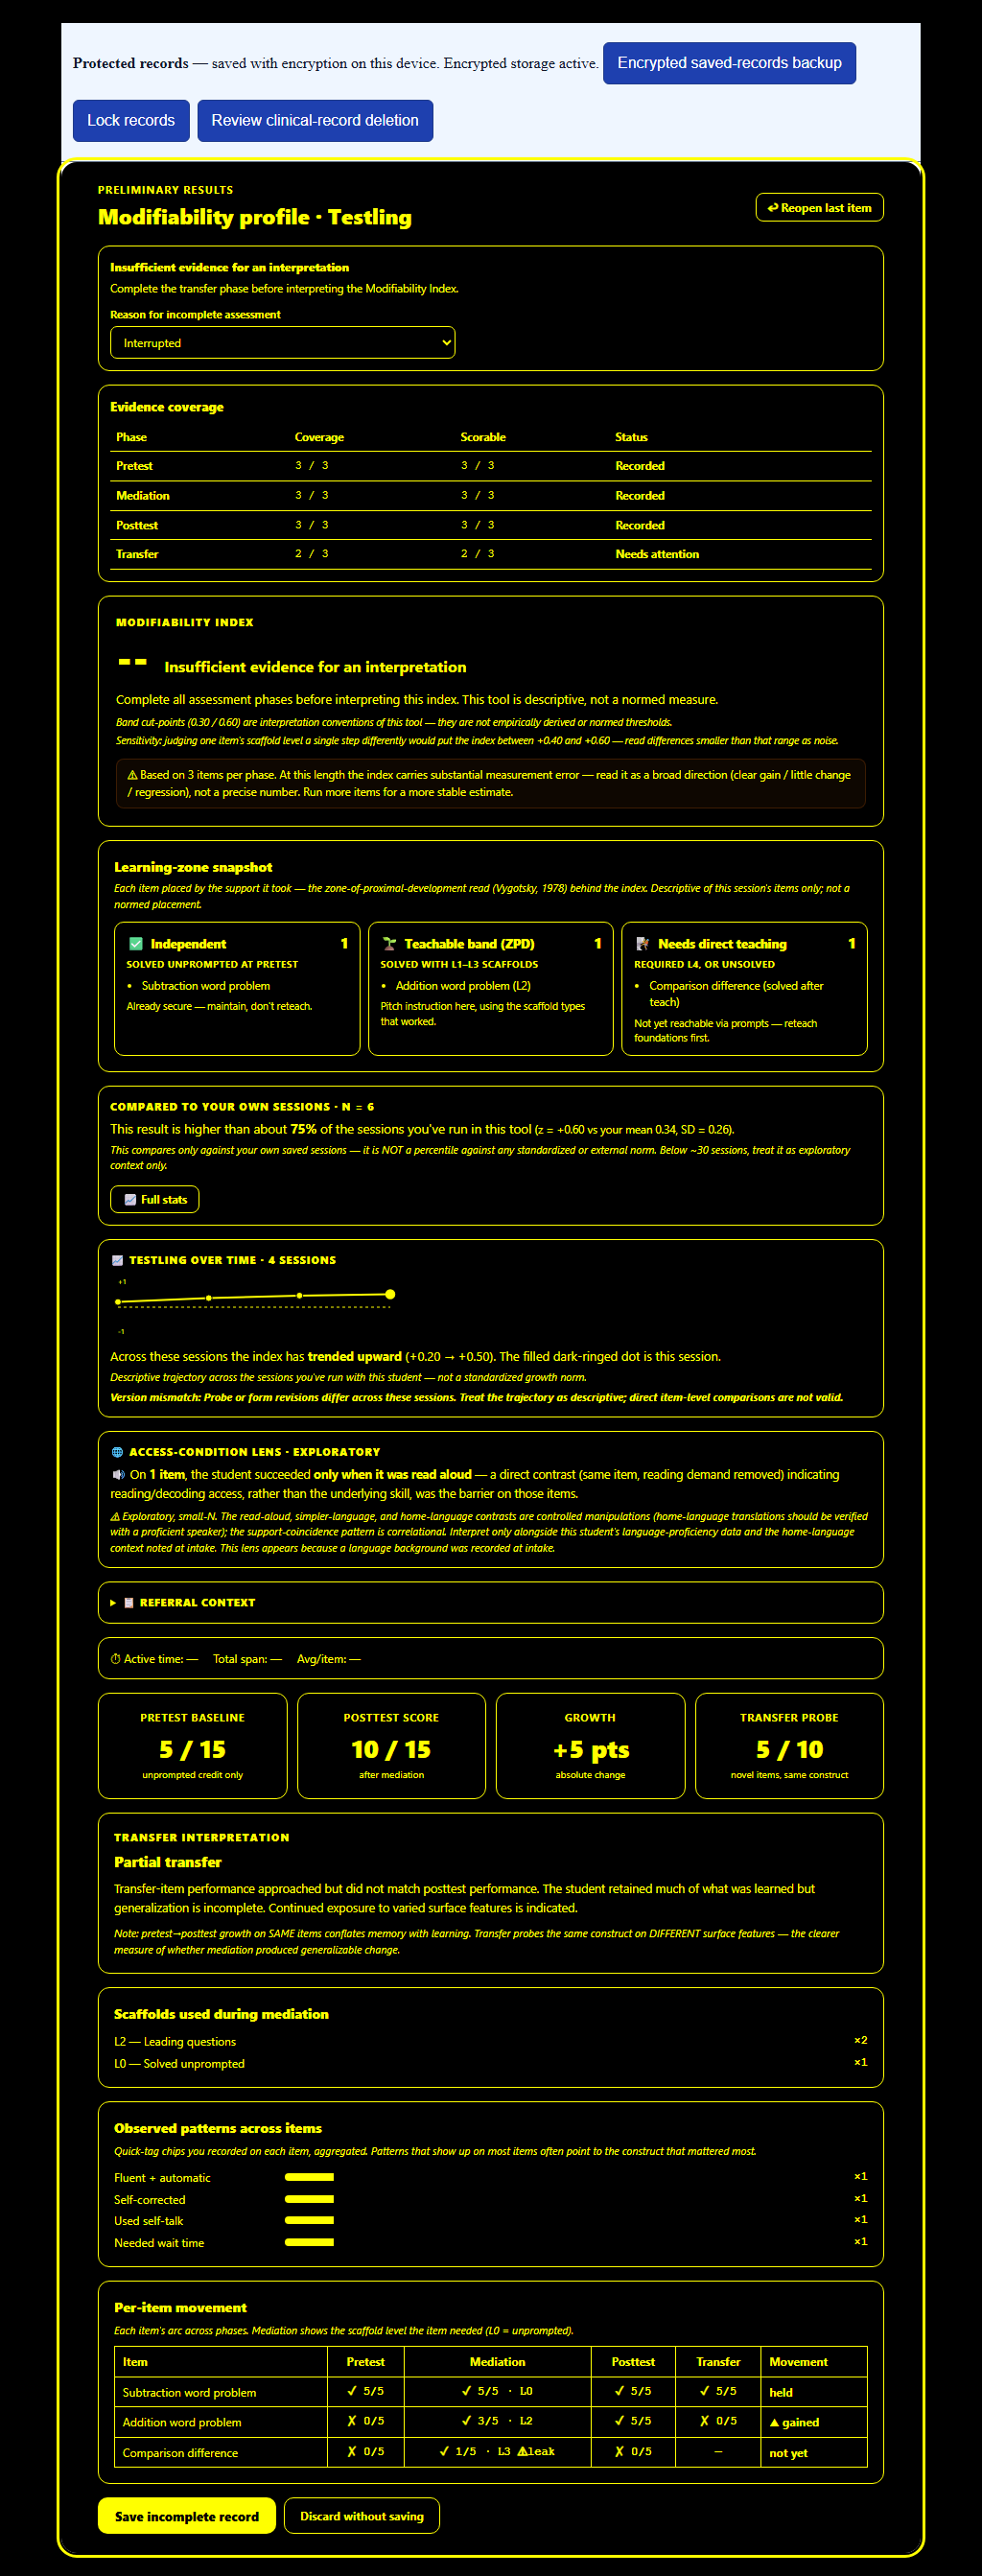 Protected records — saved with encryption on this device. Encrypted storage active. Encrypted saved-records backup
Lock records Review clinical-record deletion
PRELIMINARY RESULTS
Modifiability profile · Testling
↩ Reopen last item
Insufficient evidence for an interpretation
Complete the transfer phase before interpreting the Modifiability Index.
Reason for incomplete assessment
Interrupted
Evidence coverage
Phase Coverage Scorable Status
Pretest 3 / 3 3 / 3 Recorded
Mediation 3 / 3 3 / 3 Recorded
Posttest 3 / 3 3 / 3 Recorded
Transfer 2 / 3 2 / 3 Needs attention
MODIFIABILITY INDEX
-- Insufficient evidence for an interpretation
Complete all assessment phases before interpreting this index. This tool is descriptive, not a normed measure.
Band cut-points (0.30 / 0.60) are interpretation conventions of this tool — they are not empirically derived or normed thresholds.
Sensitivity: judging one item's scaffold level a single step differently would put the index between +0.40 and +0.60 — read differences smaller than that range as noise.
⚠ Based on 3 items per phase. At this length the index carries substantial measurement error — read it as a broad direction (clear gain / little change
/ regression), not a precise number. Run more items for a more stable estimate.
Learning-zone snapshot
Each item placed by the support it took — the zone-of-proximal-development read (Vygotsky, 1978) behind the index. Descriptive of this session's items only; not a
normed placement.
✅ Independent 1
SOLVED UNPROMPTED AT PRETEST
• Subtraction word problem
Already secure — maintain, don't reteach.
🌱 Teachable band (ZPD) 1
SOLVED WITH L1–L3 SCAFFOLDS
• Addition word problem (L2)
Pitch instruction here, using the scaffold types
that worked.
Needs direct teaching 1
REQUIRED L4, OR UNSOLVED
• Comparison difference (solved after
teach)
Not yet reachable via prompts — reteach
foundations first.
COMPARED TO YOUR OWN SESSIONS · N = 6
This result is higher than about 75% of the sessions you've run in this tool (z = +0.60 vs your mean 0.34, SD = 0.26).
This compares only against your own saved sessions — it is NOT a percentile against any standardized or external norm. Below ~30 sessions, treat it as exploratory
context only.
📈 Full stats
📈 TESTLING OVER TIME · 4 SESSIONS
+1
-1
Across these sessions the index has trended upward (+0.20 → +0.50). The filled dark-ringed dot is this session.
Descriptive trajectory across the sessions you've run with this student — not a standardized growth norm.
Version mismatch: Probe or form revisions differ across these sessions. Treat the trajectory as descriptive; direct item-level comparisons are not valid.
🌐 ACCESS-CONDITION LENS · EXPLORATORY
🔊 On 1 item, the student succeeded only when it was read aloud — a direct contrast (same item, reading demand removed) indicating
reading/decoding access, rather than the underlying skill, was the barrier on those items.
⚠ Exploratory, small-N. The read-aloud, simpler-language, and home-language contrasts are controlled manipulations (home-language translations should be verified
with a proficient speaker); the support-coincidence pattern is correlational. Interpret only alongside this student's language-proficiency data and the home-language
context noted at intake. This lens appears because a language background was recorded at intake.
▸ 📋 REFERRAL CONTEXT
⏱ Active time: — Total span: — Avg/item: —
PRETEST BASELINE
5 / 15
unprompted credit only
POSTTEST SCORE
10 / 15
after mediation
GROWTH
+5 pts
absolute change
TRANSFER PROBE
5 / 10
novel items, same construct
TRANSFER INTERPRETATION
Partial transfer
Transfer-item performance approached but did not match posttest performance. The student retained much of what was learned but
generalization is incomplete. Continued exposure to varied surface features is indicated.
Note: pretest→posttest growth on SAME items conflates memory with learning. Transfer probes the same construct on DIFFERENT surface features — the clearer
measure of whether mediation produced generalizable change.
Scaffolds used during mediation
L2 — Leading questions ×2
L0 — Solved unprompted ×1
Observed patterns across items
Quick-tag chips you recorded on each item, aggregated. Patterns that show up on most items often point to the construct that mattered most.
Fluent + automatic ×1
Self-corrected ×1
Used self-talk ×1
Needed wait time ×1
Per-item movement
Each item's arc across phases. Mediation shows the scaffold level the item needed (L0 = unprompted).
Item Pretest Mediation Posttest Transfer Movement
Subtraction word problem ✓ 5/5 ✓ 5/5 · L0 ✓ 5/5 ✓ 5/5 held
Addition word problem ✗ 0/5 ✓ 3/5 · L2 ✓ 5/5 ✗ 0/5 ▲ gained
Comparison difference ✗ 0/5 ✓ 1/5 · L3 ⚠leak ✗ 0/5 — not yet
Save incomplete record Discard without saving